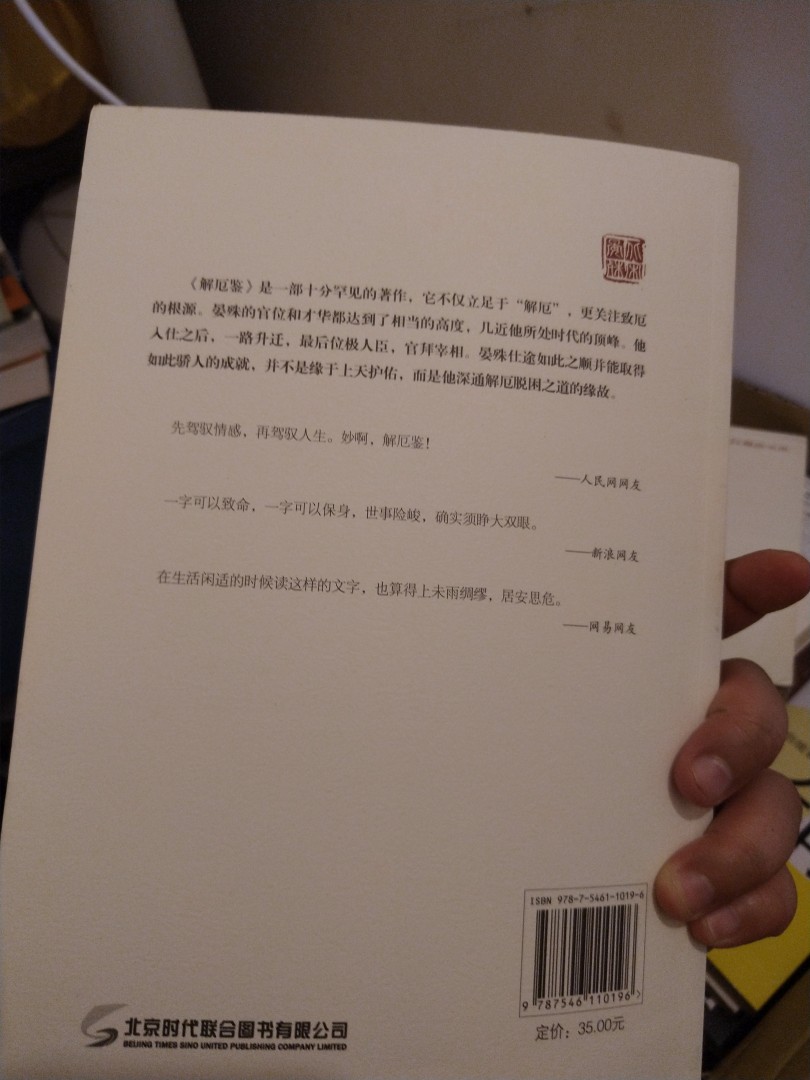 《解厄鉴》是一部十分罕见的著作，它不仅立足于“解厄”，更关注致厄
的根源。晏殊的官位和才华都达到了相当的高度，几近他所处时代的顶峰。他
入仕之后，一路升迁，最后位极人臣，官拜宰相。晏殊仕途如此之顺并能取得
如此骄人的成就，并不是缘于上天护佑，而是他深通解厄脱困之道的缘故。
先驾驭情感，再驾驭人生。妙啊，解厄鉴！
——人民网网友
一字可以致命，一字可以保身，世事险峻，确实须睁大双眼。
——新浪网友
在生活闲适的时候读这样的文字，也算得上未雨绸缪，居安思危。
——网易网友
ISBN 978-7-5461-1019-6
9 787546 110196 >
定价：35.00元
北京时代联合图书有限公司
BEIJING TIMES SINO UNITED PUBLISHING COMPANY LIMITED